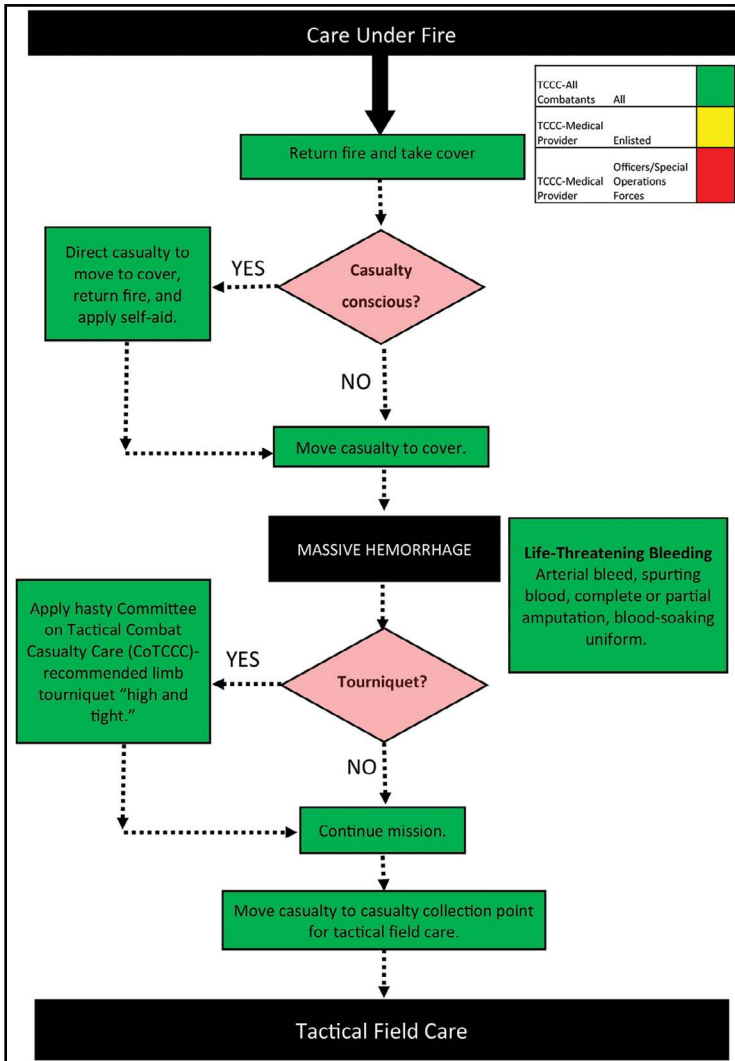 Care Under Fire
TCCC-All
Combatants All
TCCC-Medical
Provider Enlisted
Officers/Special
TCCC-Medical Operations
Provider Forces
Return fire and take cover
Casualty
conscious?
YES
Direct casualty to
move to cover,
return fire, and
apply self-aid.
NO
Move casualty to cover.
MASSIVE HEMORRHAGE
Life-Threatening Bleeding
Arterial bleed, spurting
blood, complete or partial
amputation, blood-soaking
uniform.
Tourniquet?
YES
Apply hasty Committee
on Tactical Combat
Casualty Care (CoTCCC)-
recommended limb
tourniquet “high and
tight.”
NO
Continue mission.
Move casualty to casualty collection point
for tactical field care.
Tactical Field Care